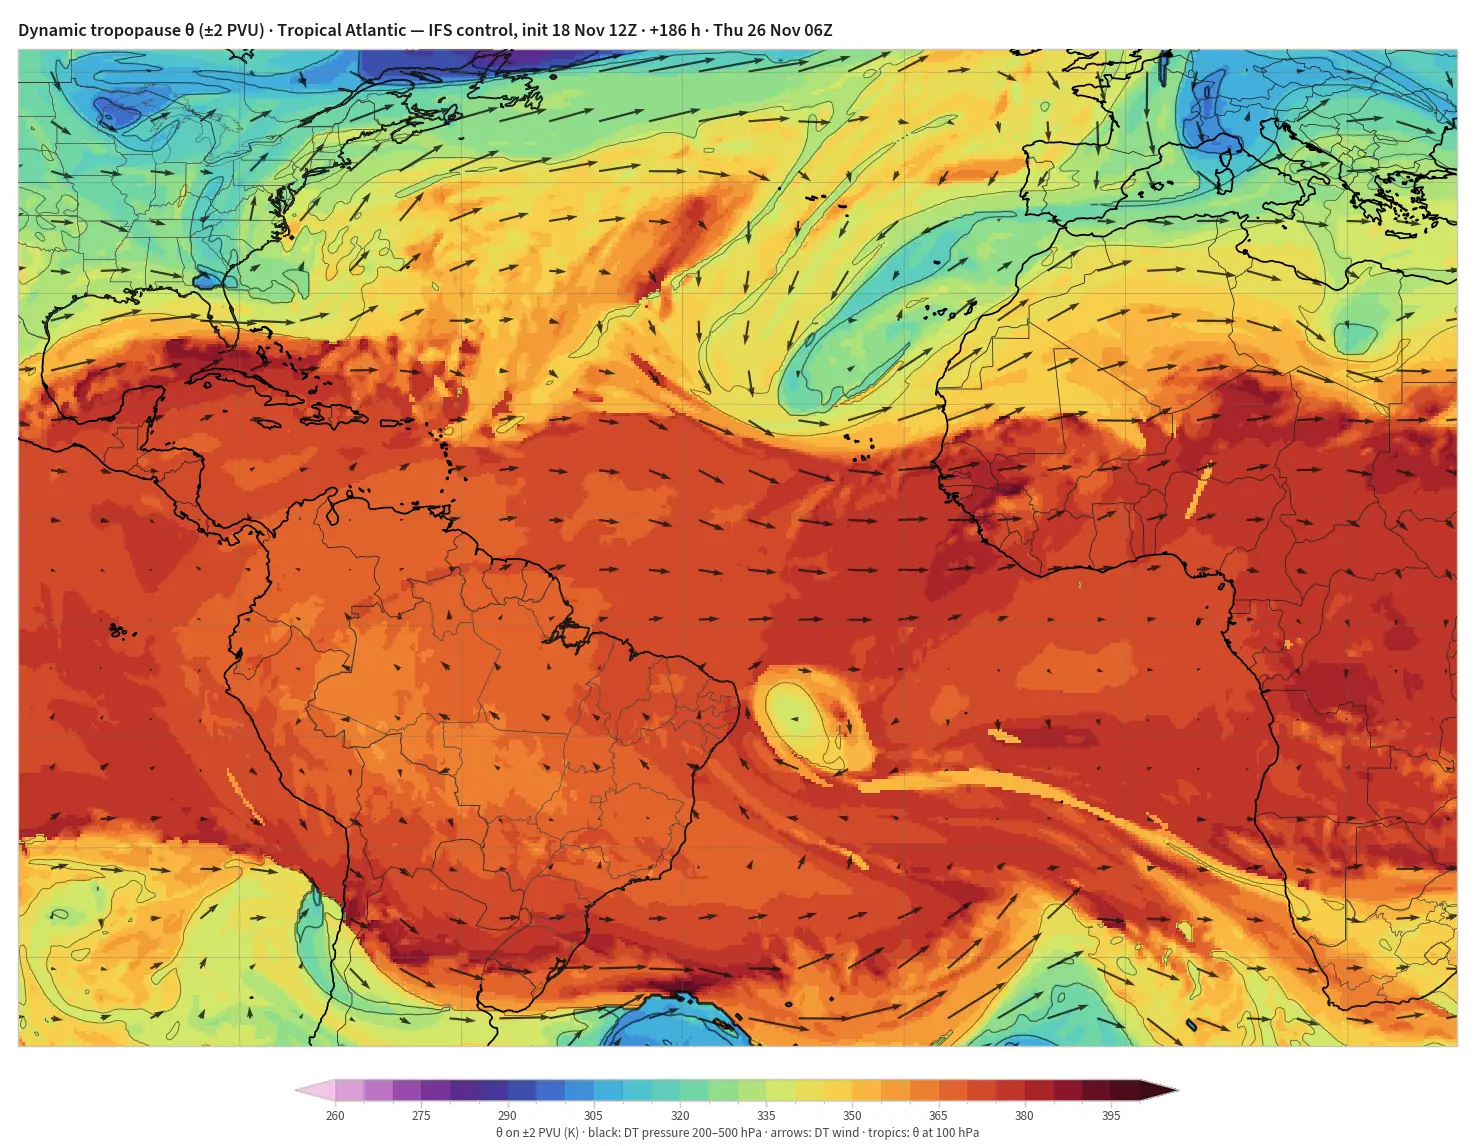 Dynamic tropopause θ (±2 PVU) · Tropical Atlantic — IFS control, init 18 Nov 12Z · +186 h · Thu 26 Nov 06Z
260 275 290 305 320 335 350 365 380 395
θ on ±2 PVU (K) · black: DT pressure 200–500 hPa · arrows: DT wind · tropics: θ at 100 hPa